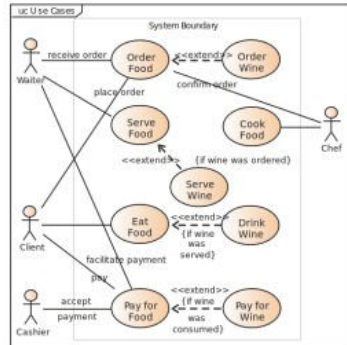 uc Use Cases
System Boundary
receive order
Order
Food
<<extend>>
Order
Wine
Waiter
confirm order
place order
Serve
Food
Cook
Food
Chef
<<extend>>
{if wine was ordered}
Serve
Wine
Eat
Food
<<extend>>
{if wine
was
served}
Drink
Wine
Client
facilitate payment
pay
accept
payment
Cashier
Pay for
Food
<<extend>>
{if wine
was
consumed}
Pay for
Wine